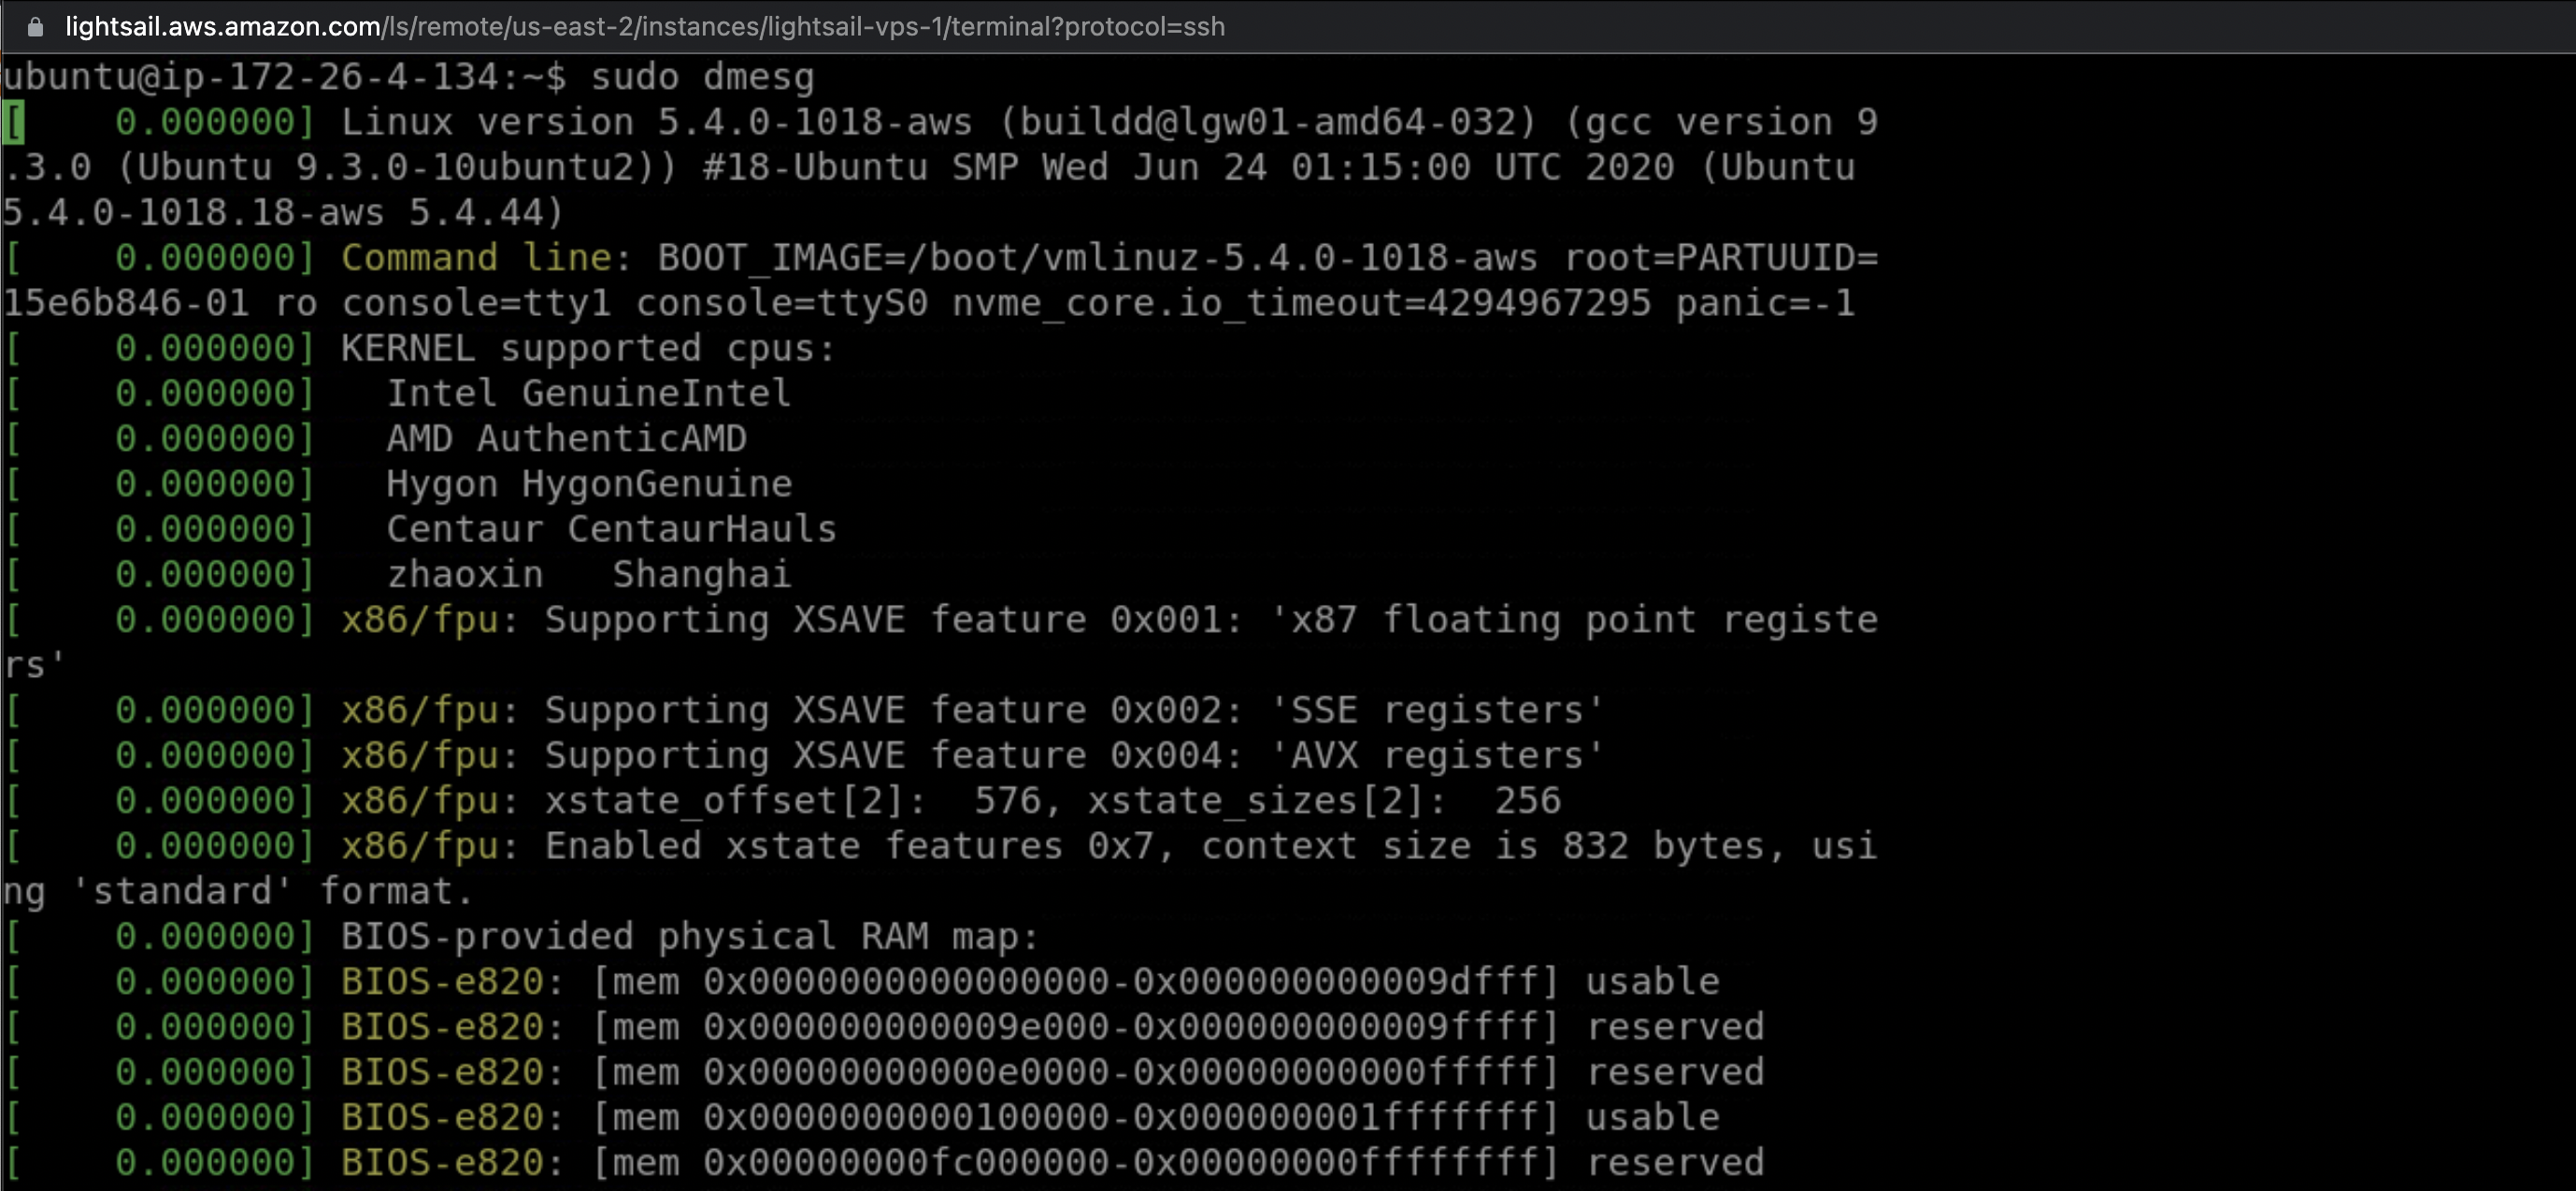 lightsail.aws.amazon.com/ls/remote/us-east-2/instances/lightsail-vps-1/terminal?protocol=ssh
ubuntu@ip-172-26-4-134:~$ sudo dmesg
[    0.000000] Linux version 5.4.0-1018-aws (buildd@lgw01-amd64-032) (gcc version 9
.3.0 (Ubuntu 9.3.0-10ubuntu2)) #18-Ubuntu SMP Wed Jun 24 01:15:00 UTC 2020 (Ubuntu
5.4.0-1018.18-aws 5.4.44)
[    0.000000] Command line: BOOT_IMAGE=/boot/vmlinuz-5.4.0-1018-aws root=PARTUUID=
15e6b846-01 ro console=tty1 console=ttyS0 nvme_core.io_timeout=4294967295 panic=-1
[    0.000000] KERNEL supported cpus:
[    0.000000]   Intel GenuineIntel
[    0.000000]   AMD AuthenticAMD
[    0.000000]   Hygon HygonGenuine
[    0.000000]   Centaur CentaurHauls
[    0.000000]   zhaoxin   Shanghai
[    0.000000] x86/fpu: Supporting XSAVE feature 0x001: 'x87 floating point registe
rs'
[    0.000000] x86/fpu: Supporting XSAVE feature 0x002: 'SSE registers'
[    0.000000] x86/fpu: Supporting XSAVE feature 0x004: 'AVX registers'
[    0.000000] x86/fpu: xstate_offset[2]:  576, xstate_sizes[2]:  256
[    0.000000] x86/fpu: Enabled xstate features 0x7, context size is 832 bytes, usi
ng 'standard' format.
[    0.000000] BIOS-provided physical RAM map:
[    0.000000] BIOS-e820: [mem 0x0000000000000000-0x000000000009dfff] usable
[    0.000000] BIOS-e820: [mem 0x000000000009e000-0x000000000009ffff] reserved
[    0.000000] BIOS-e820: [mem 0x00000000000e0000-0x00000000000fffff] reserved
[    0.000000] BIOS-e820: [mem 0x0000000000100000-0x000000001fffffff] usable
[    0.000000] BIOS-e820: [mem 0x00000000fc000000-0x00000000ffffffff] reserved